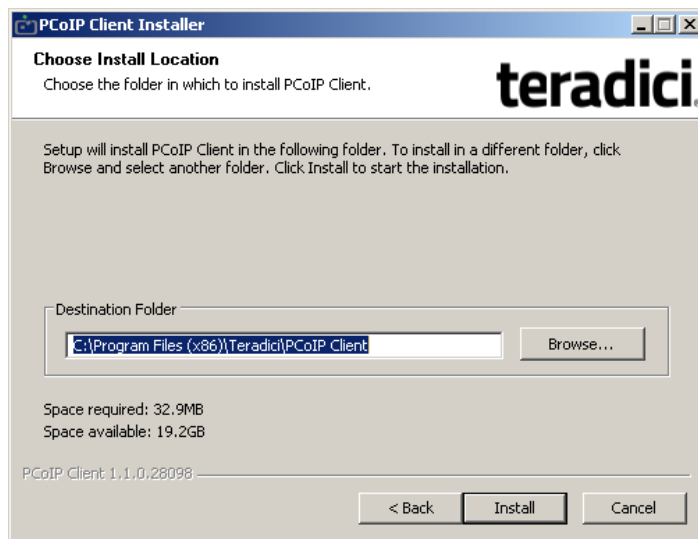 PCoIP Client Installer
Choose Install Location
Choose the folder in which to install PCoIP Client.
teradici
Setup will install PCoIP Client in the following folder. To install in a different folder, click
Browse and select another folder. Click Install to start the installation.
Destination Folder
C:\Program Files (x86)\Teradici\PCoIP Client
Browse...
Space required: 32.9MB
Space available: 19.2GB
PCoIP Client 1.1.0.28098
< Back
Install
Cancel